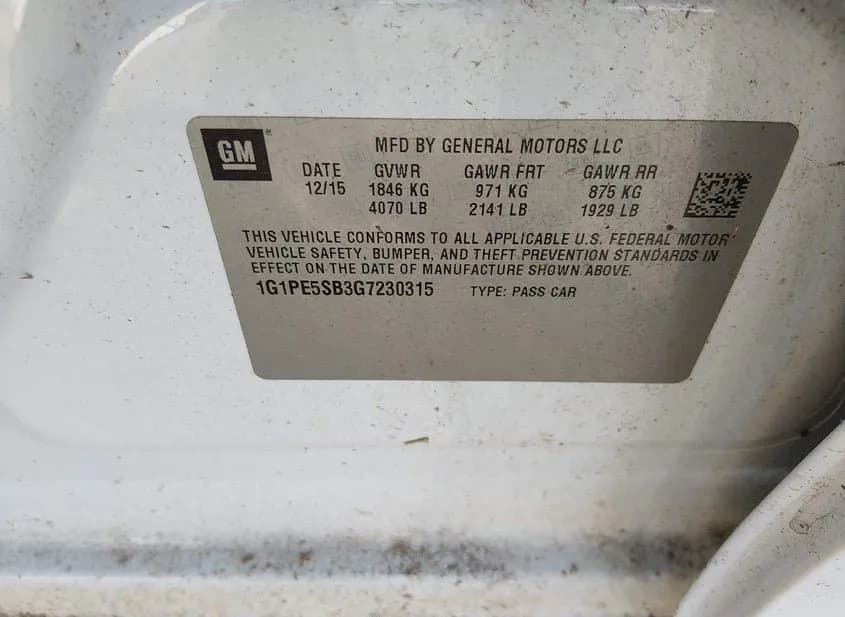 GM
MFD BY GENERAL MOTORS LLC
DATE GVWR GAWR FRT GAWR RR
12/15 1846 KG 971 KG 875 KG
4070 LB 2141 LB 1929 LB
THIS VEHICLE CONFORMS TO ALL APPLICABLE U.S. FEDERAL MOTOR
VEHICLE SAFETY, BUMPER, AND THEFT PREVENTION STANDARDS IN
EFFECT ON THE DATE OF MANUFACTURE SHOWN ABOVE.
1G1PE5SB3G7230315 TYPE: PASS CAR